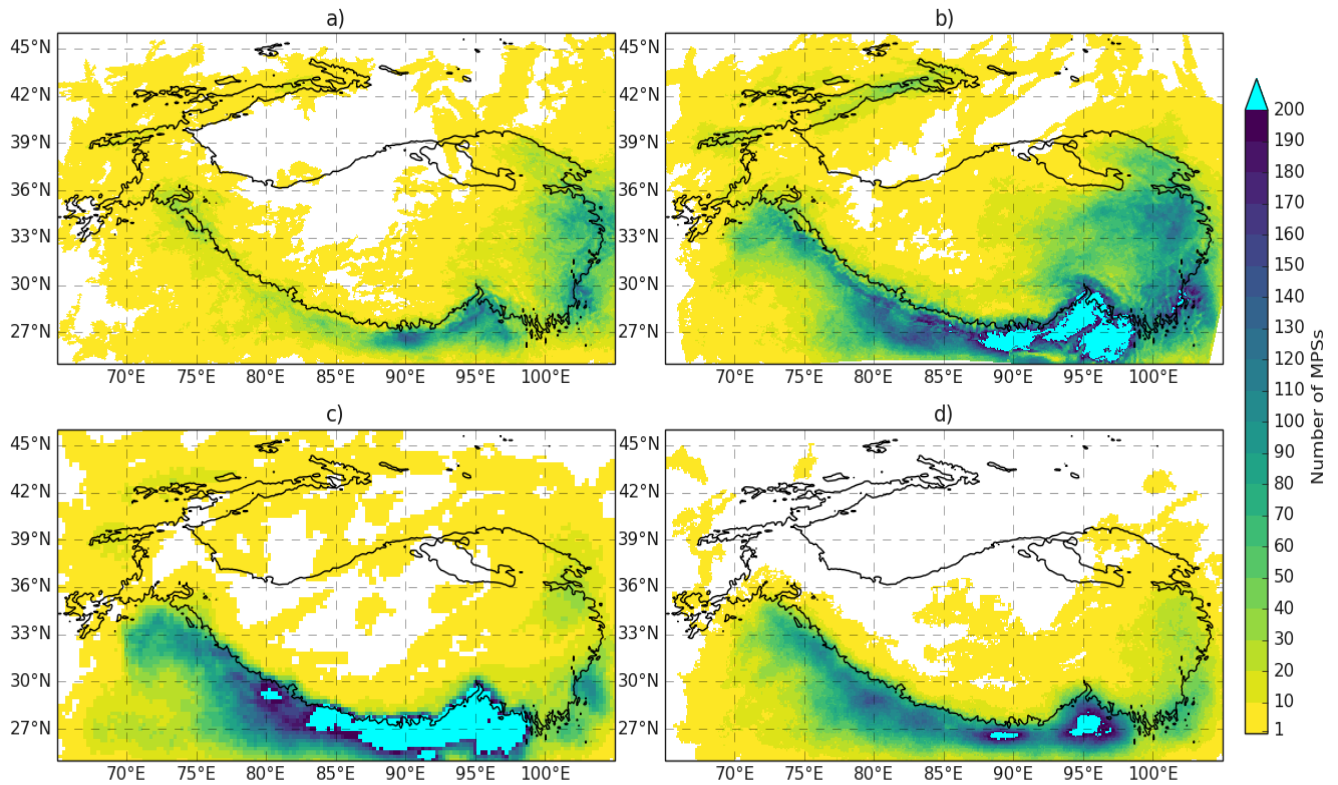 a)
b)
45°N
42°N
39°N
36°N
33°N
30°N
27°N
70°E 75°E 80°E 85°E 90°E 95°E 100°E
70°E 75°E 80°E 85°E 90°E 95°E 100°E
c)
d)
45°N
42°N
39°N
36°N
33°N
30°N
27°N
45°N
42°N
39°N
36°N
33°N
30°N
27°N
45°N
42°N
39°N
36°N
33°N
30°N
27°N
70°E 75°E 80°E 85°E 90°E 95°E 100°E
70°E 75°E 80°E 85°E 90°E 95°E 100°E
200
190
180
170
160
150
140
130
120
110
100
90
80
70
60
50
40
30
20
10
1
Number of MPSs